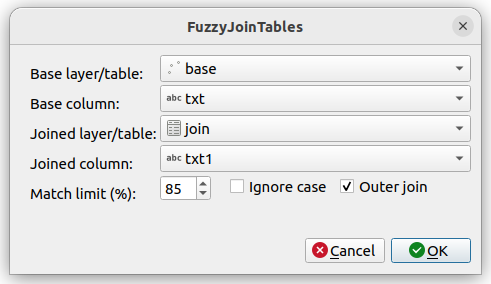 FuzzyJoinTables
Base layer/table: base
Base column: abc txt
Joined layer/table: join
Joined column: abc txt1
Match limit (%): 85 Ignore case Outer join
Cancel OK